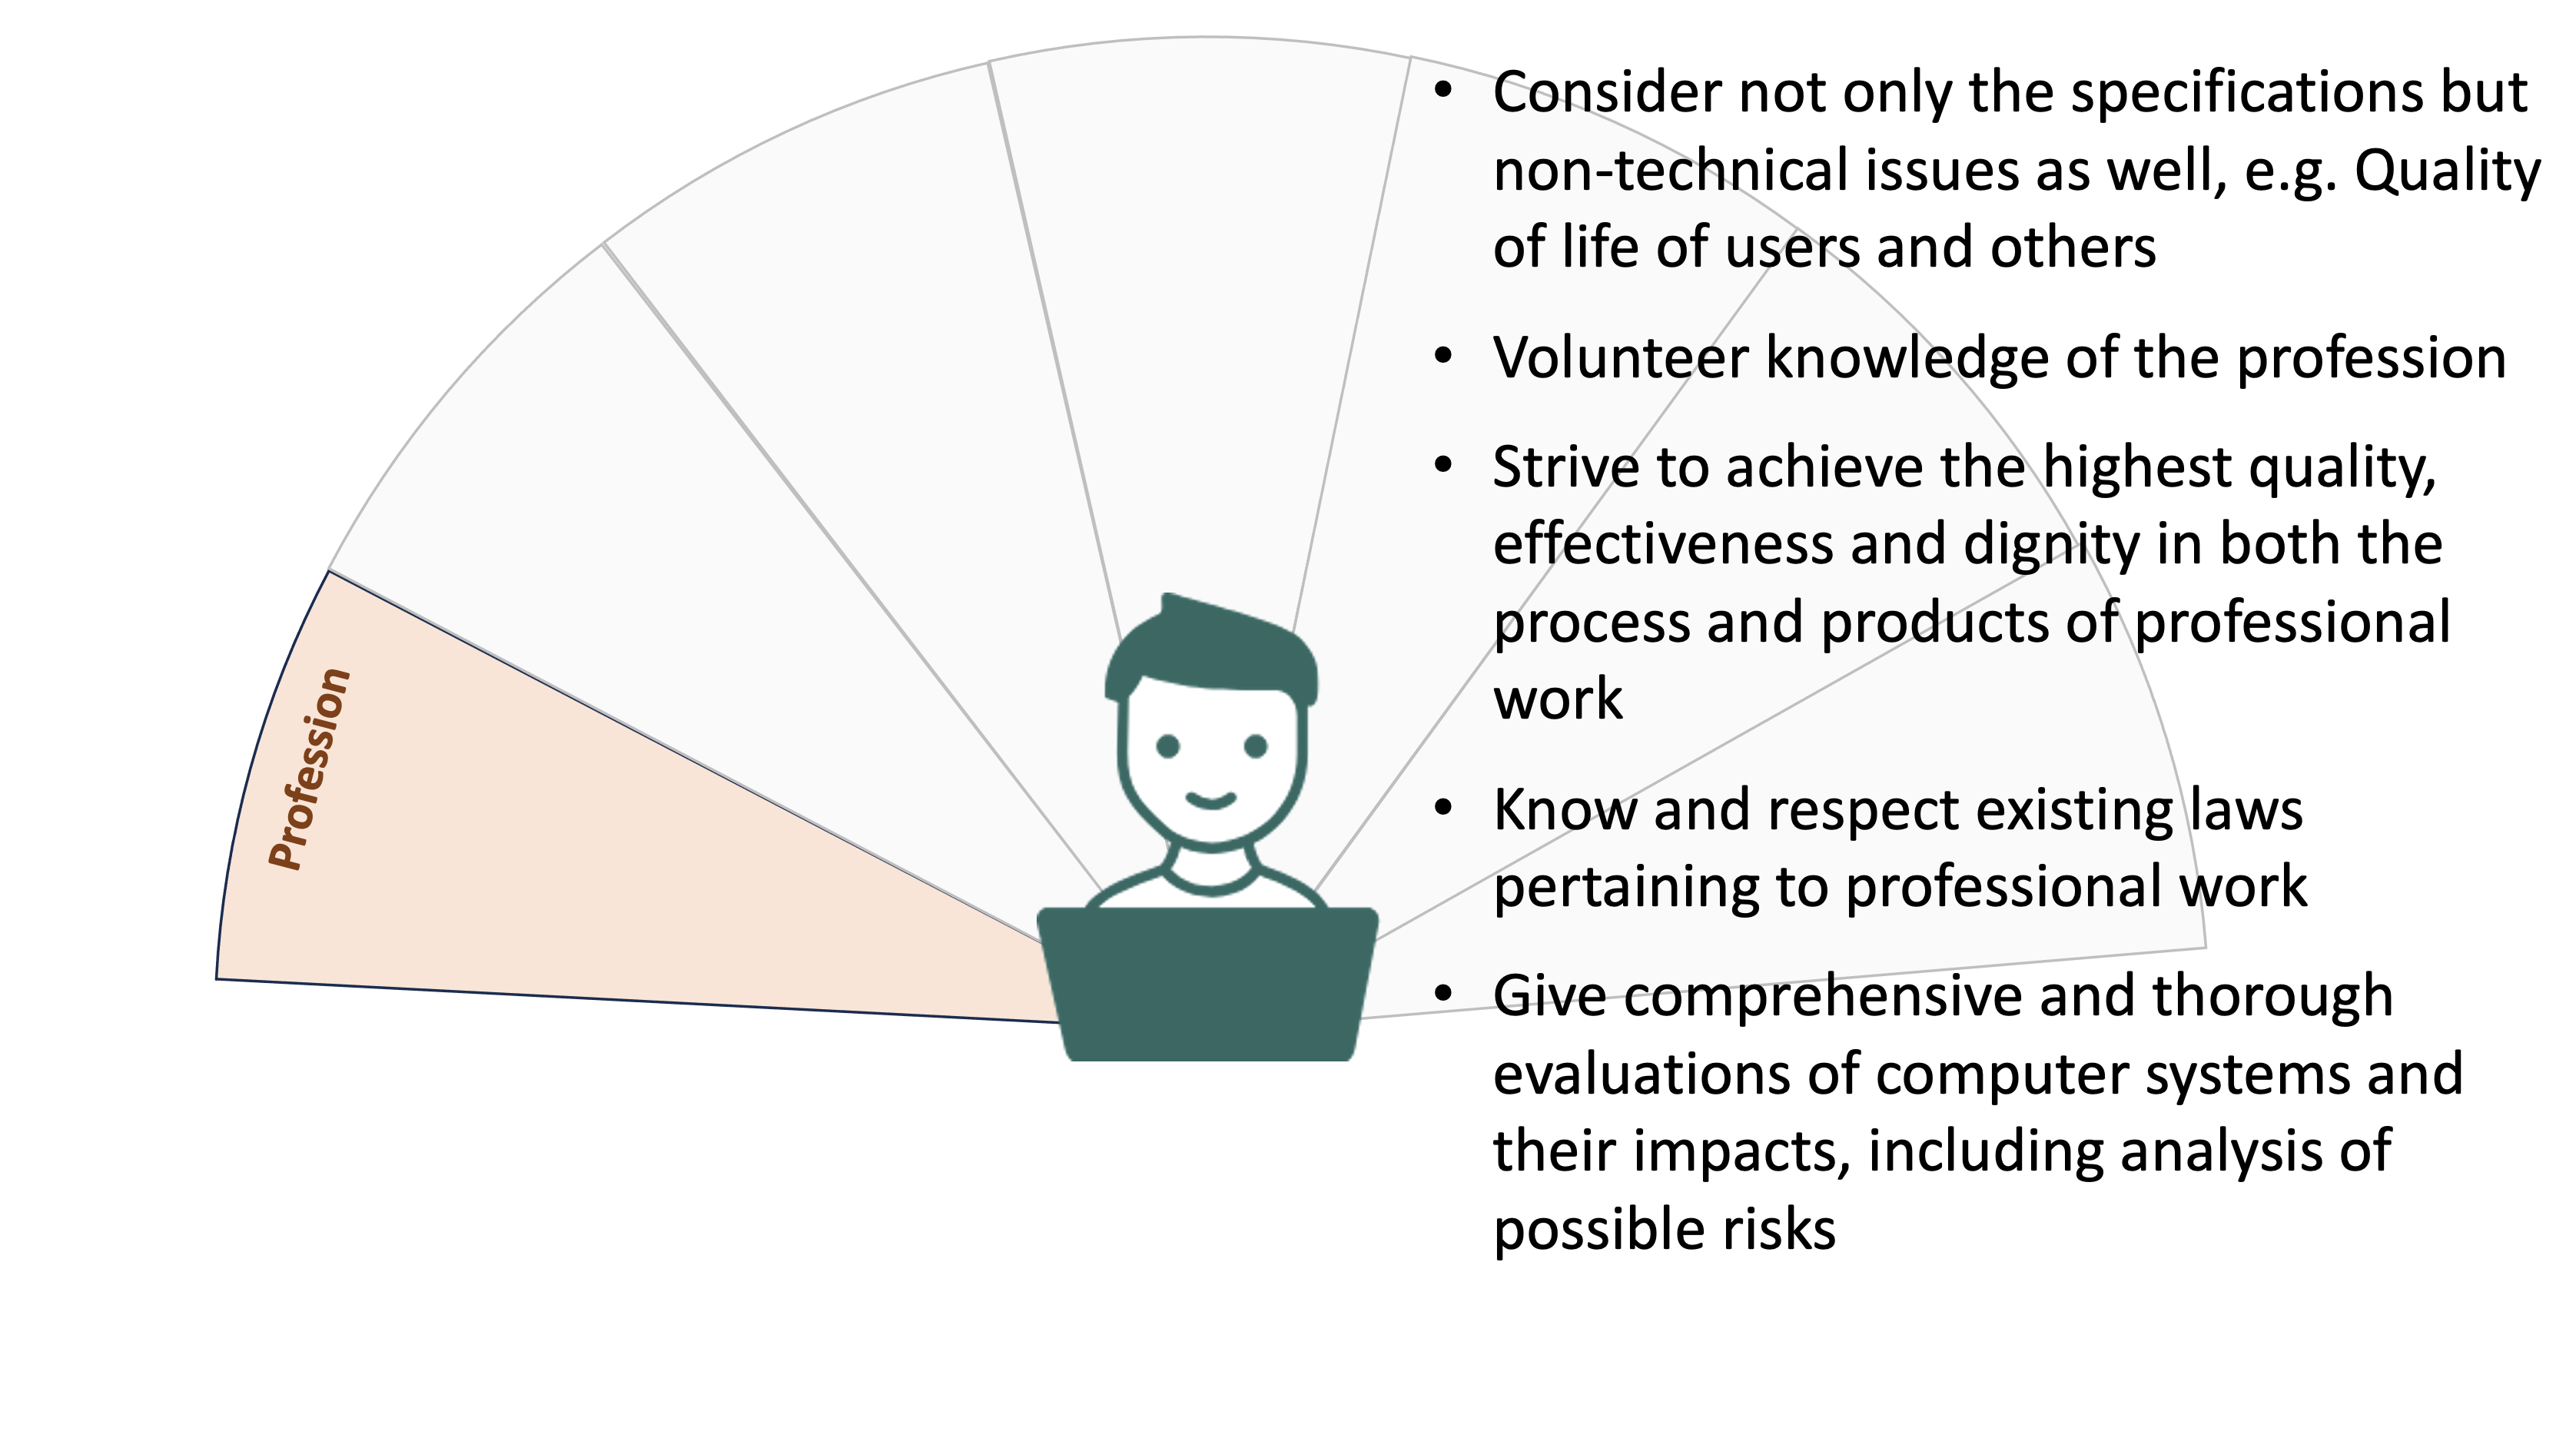 Profession
• Consider not only the specifications but
non-technical issues as well, e.g. Quality
of life of users and others
• Volunteer knowledge of the profession
• Strive to achieve the highest quality,
effectiveness and dignity in both the
process and products of professional
work
• Know and respect existing laws
pertaining to professional work
• Give comprehensive and thorough
evaluations of computer systems and
their impacts, including analysis of
possible risks